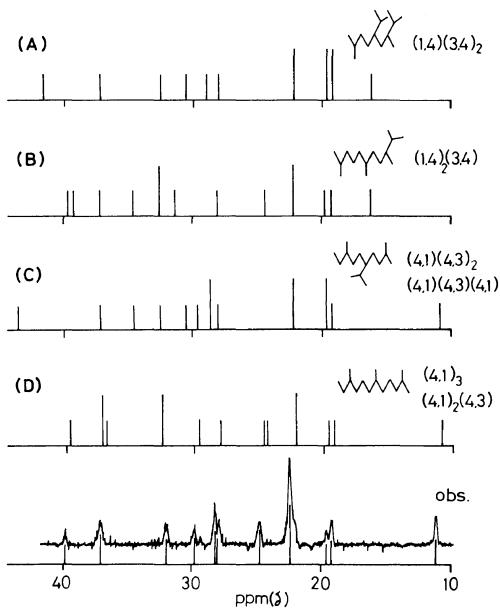 (A)
(1,4)(3,4)₂
(B)
(1,4)₂(3,4)
(C)
(4,1)(4,3)₂
(4,1)(4,3)(4,1)
(D)
(4,1)₃
(4,1)₂(4,3)
obs.
40 30 20 10
ppm(δ)